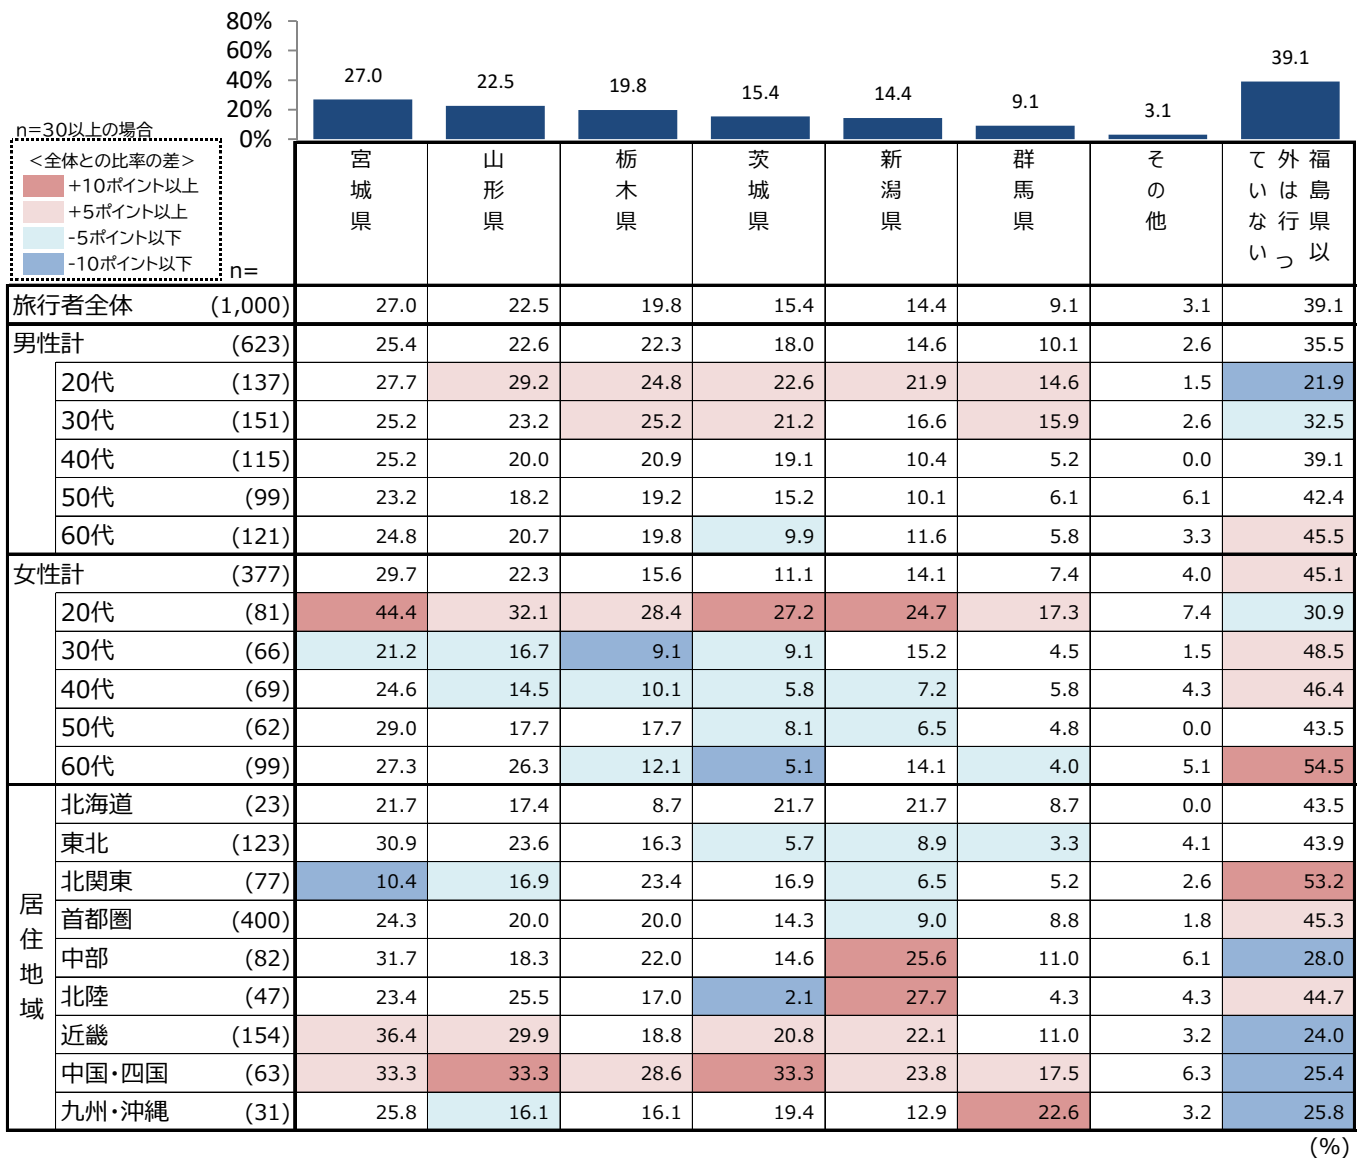 80%
60%
40%
20%
0%
27.0
22.5
19.8
15.4
14.4
9.1
3.1
39.1
n=30以上の場合
<全体との比率の差>
+10ポイント以上
+5ポイント以上
-5ポイント以下
-10ポイント以下
n=
宮城県
山形県
栃木県
茨城県
新潟県
群馬県
その他
福島県以
外は行っ
ていない
旅行者全体 (1,000) 27.0 22.5 19.8 15.4 14.4 9.1 3.1 39.1
男性計 (623) 25.4 22.6 22.3 18.0 14.6 10.1 2.6 35.5
20代 (137) 27.7 29.2 24.8 22.6 21.9 14.6 1.5 21.9
30代 (151) 25.2 23.2 25.2 21.2 16.6 15.9 2.6 32.5
40代 (115) 25.2 20.0 20.9 19.1 10.4 5.2 0.0 39.1
50代 (99) 23.2 18.2 19.2 15.2 10.1 6.1 6.1 42.4
60代 (121) 24.8 20.7 19.8 9.9 11.6 5.8 3.3 45.5
女性計 (377) 29.7 22.3 15.6 11.1 14.1 7.4 4.0 45.1
20代 (81) 44.4 32.1 28.4 27.2 24.7 17.3 7.4 30.9
30代 (66) 21.2 16.7 9.1 9.1 15.2 4.5 1.5 48.5
40代 (69) 24.6 14.5 10.1 5.8 7.2 5.8 4.3 46.4
50代 (62) 29.0 17.7 17.7 8.1 6.5 4.8 0.0 43.5
60代 (99) 27.3 26.3 12.1 5.1 14.1 4.0 5.1 54.5
居住地域
北海道 (23) 21.7 17.4 8.7 21.7 21.7 8.7 0.0 43.5
東北 (123) 30.9 23.6 16.3 5.7 8.9 3.3 4.1 43.9
北関東 (77) 10.4 16.9 23.4 16.9 6.5 5.2 2.6 53.2
首都圏 (400) 24.3 20.0 20.0 14.3 9.0 8.8 1.8 45.3
中部 (82) 31.7 18.3 22.0 14.6 25.6 11.0 6.1 28.0
北陸 (47) 23.4 25.5 17.0 2.1 27.7 4.3 4.3 44.7
近畿 (154) 36.4 29.9 18.8 20.8 22.1 11.0 3.2 24.0
中国・四国 (63) 33.3 33.3 28.6 33.3 23.8 17.5 6.3 25.4
九州・沖縄 (31) 25.8 16.1 16.1 19.4 12.9 22.6 3.2 25.8
(%)